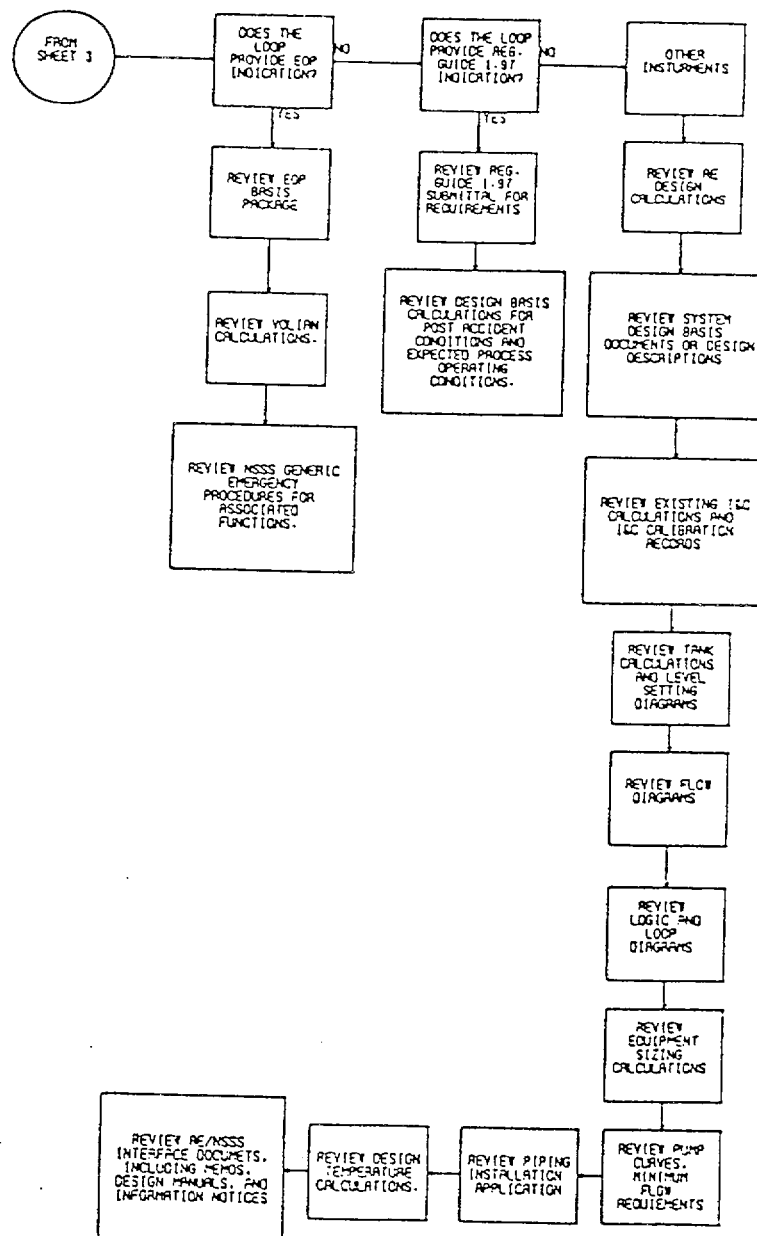 FROM
SHEET 3
DOES THE
LOOP
PROVIDE EOP
INDICATION?
NO
DOES THE LOOP
PROVIDE REG-
GUIDE 1.97
INDICATION?
NO
OTHER
INSTURMENTS
YES
YES
REVIEW EOP
BASIS
PACKAGE
REVIEW REG-
GUIDE 1.97
SUBMITTAL FOR
REQUIREMENTS
REVIEW AE
DESIGN
CALCULATIONS
REVIEW VOLIAN
CALCULATIONS.
REVIEW DESIGN BASIS
CALCULATIONS FOR
POST ACCIDENT
CONDITIONS AND
EXPECTED PROCESS
OPERATING
CONDITIONS.
REVIEW SYSTEM
DESIGN BASIS
DOCUMENTS OR DESIGN
DESCRIPTIONS
REVIEW NSSS GENERIC
EMERGENCY
PROCEDURES FOR
ASSOCIATED
FUNCTIONS.
REVIEW EXISTING I&C
CALCULATIONS AND
I&C CALIBRATION
RECORDS
REVIEW TANK
CALCULATIONS
AND LEVEL
SETTING
DIAGRAMS
REVIEW FLOW
DIAGRAMS
REVIEW
LOGIC AND
LOOP
DIAGRAMS
REVIEW
EQUIPMENT
SIZING
CALCULATIONS
REVIEW PUMP
CURVES,
MINIMUM
FLOW
REQUIEMENTS
REVIEW PIPING
INSTALLATION
APPLICATION
REVIEW DESIGN
TEMPERATURE
CALCULATIONS.
REVIEW AE/NSSS
INTERFACE DOCUMETS,
INCLUDING MEMOS,
DESIGN MANUALS, AND
INFORMATION NOTICES